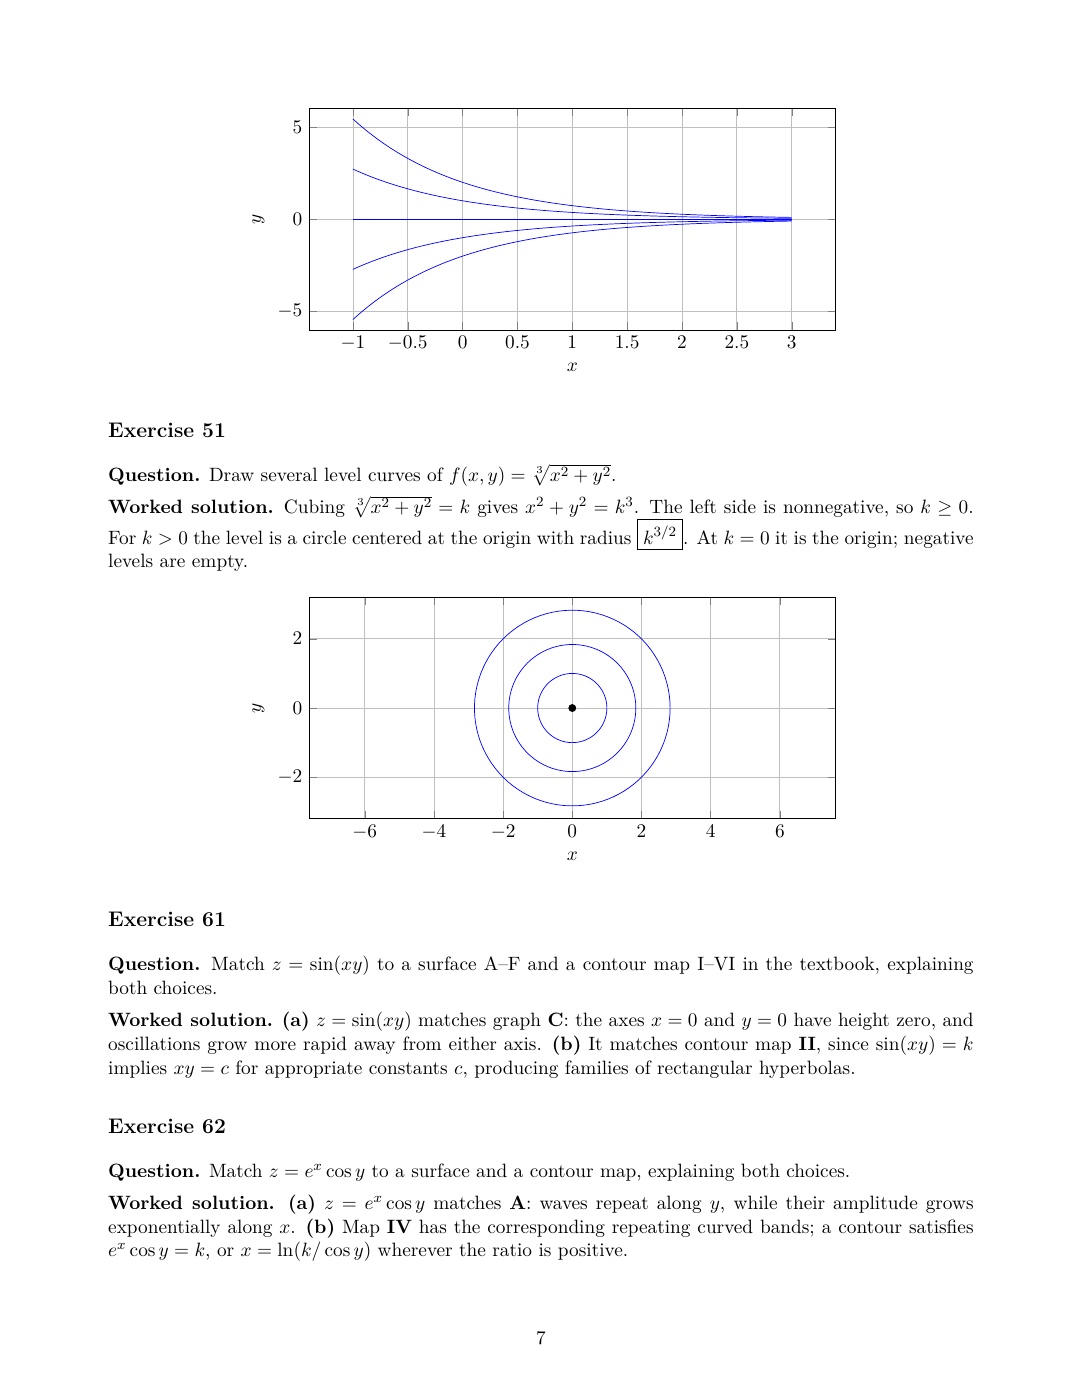 5
0
−5
y
−1 −0.5 0 0.5 1 1.5 2 2.5 3
x
Exercise 51
Question. Draw several level curves of f(x, y) = ∛(x² + y²).
Worked solution. Cubing ∛(x² + y²) = k gives x² + y² = k³. The left side is nonnegative, so k ≥ 0.
For k > 0 the level is a circle centered at the origin with radius k^{3/2}. At k = 0 it is the origin; negative
levels are empty.
2
0
−2
y
−6 −4 −2 0 2 4 6
x
Exercise 61
Question. Match z = sin(xy) to a surface A–F and a contour map I–VI in the textbook, explaining
both choices.
Worked solution. (a) z = sin(xy) matches graph C: the axes x = 0 and y = 0 have height zero, and
oscillations grow more rapid away from either axis. (b) It matches contour map II, since sin(xy) = k
implies xy = c for appropriate constants c, producing families of rectangular hyperbolas.
Exercise 62
Question. Match z = eˣ cos y to a surface and a contour map, explaining both choices.
Worked solution. (a) z = eˣ cos y matches A: waves repeat along y, while their amplitude grows
exponentially along x. (b) Map IV has the corresponding repeating curved bands; a contour satisfies
eˣ cos y = k, or x = ln(k/ cos y) wherever the ratio is positive.
7